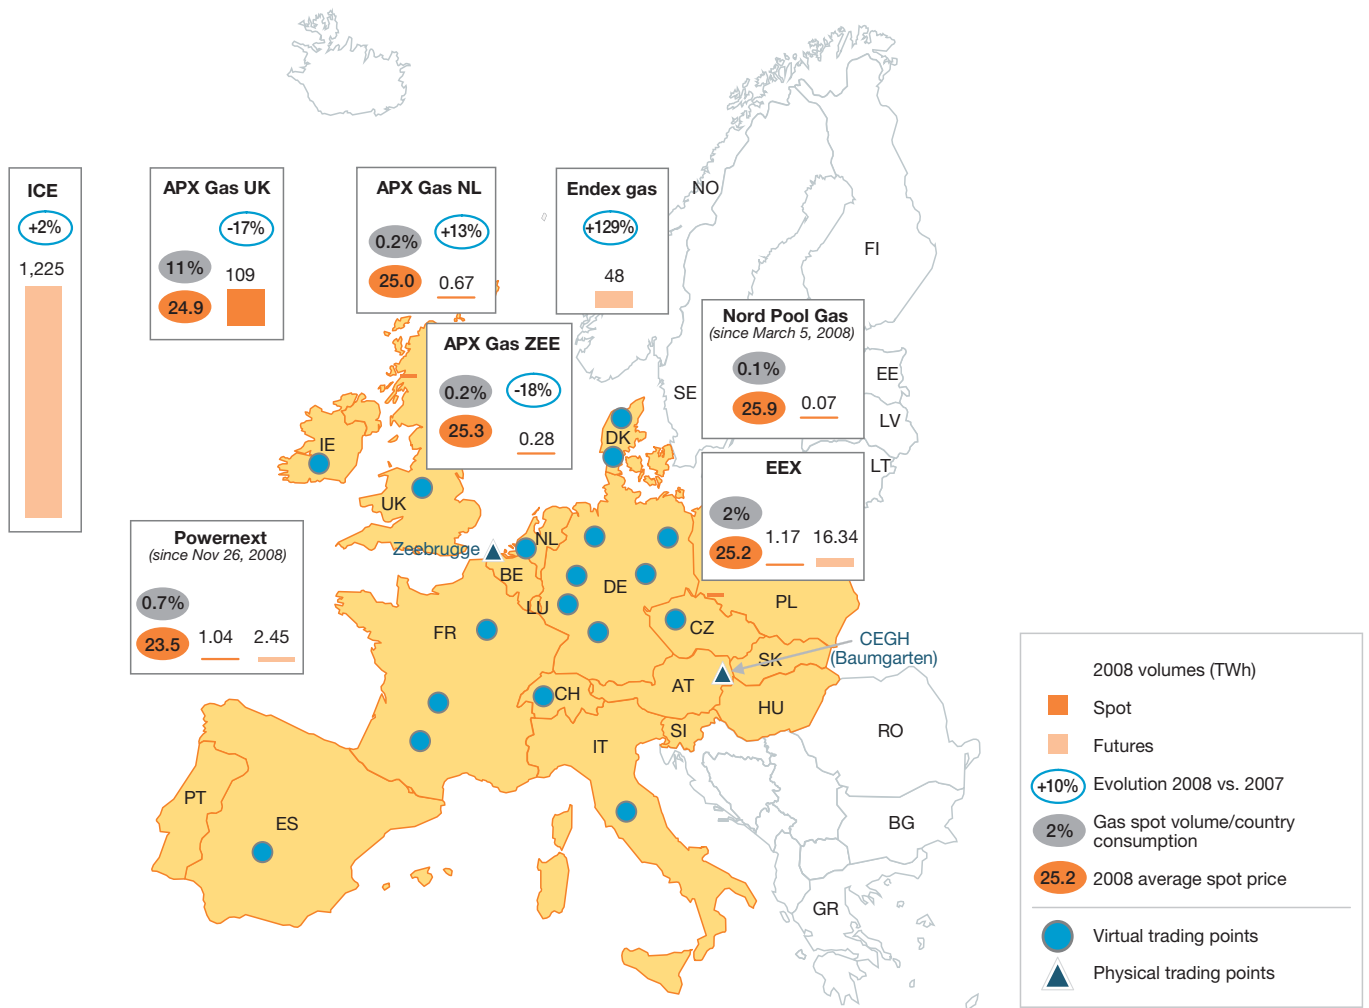 ICE
+2%
1,225
APX Gas UK
-17%
11%
109
24.9
APX Gas NL
+13%
0.2%
25.0
0.67
Endex gas
+129%
48
APX Gas ZEE
0.2%
-18%
25.3
0.28
Nord Pool Gas
(since March 5, 2008)
0.1%
25.9
0.07
EEX
2%
25.2
1.17
16.34
Powernext
(since Nov 26, 2008)
0.7%
23.5
1.04
2.45
NO
FI
SE
EE
LV
LT
DK
IE
UK
Zeebrugge
NL
BE
LU
DE
PL
FR
CZ
SK
CEGH
(Baumgarten)
CH
AT
HU
SI
IT
RO
PT
ES
BG
GR
2008 volumes (TWh)
Spot
Futures
+10%
Evolution 2008 vs. 2007
2%
Gas spot volume/country
consumption
25.2
2008 average spot price
Virtual trading points
Physical trading points